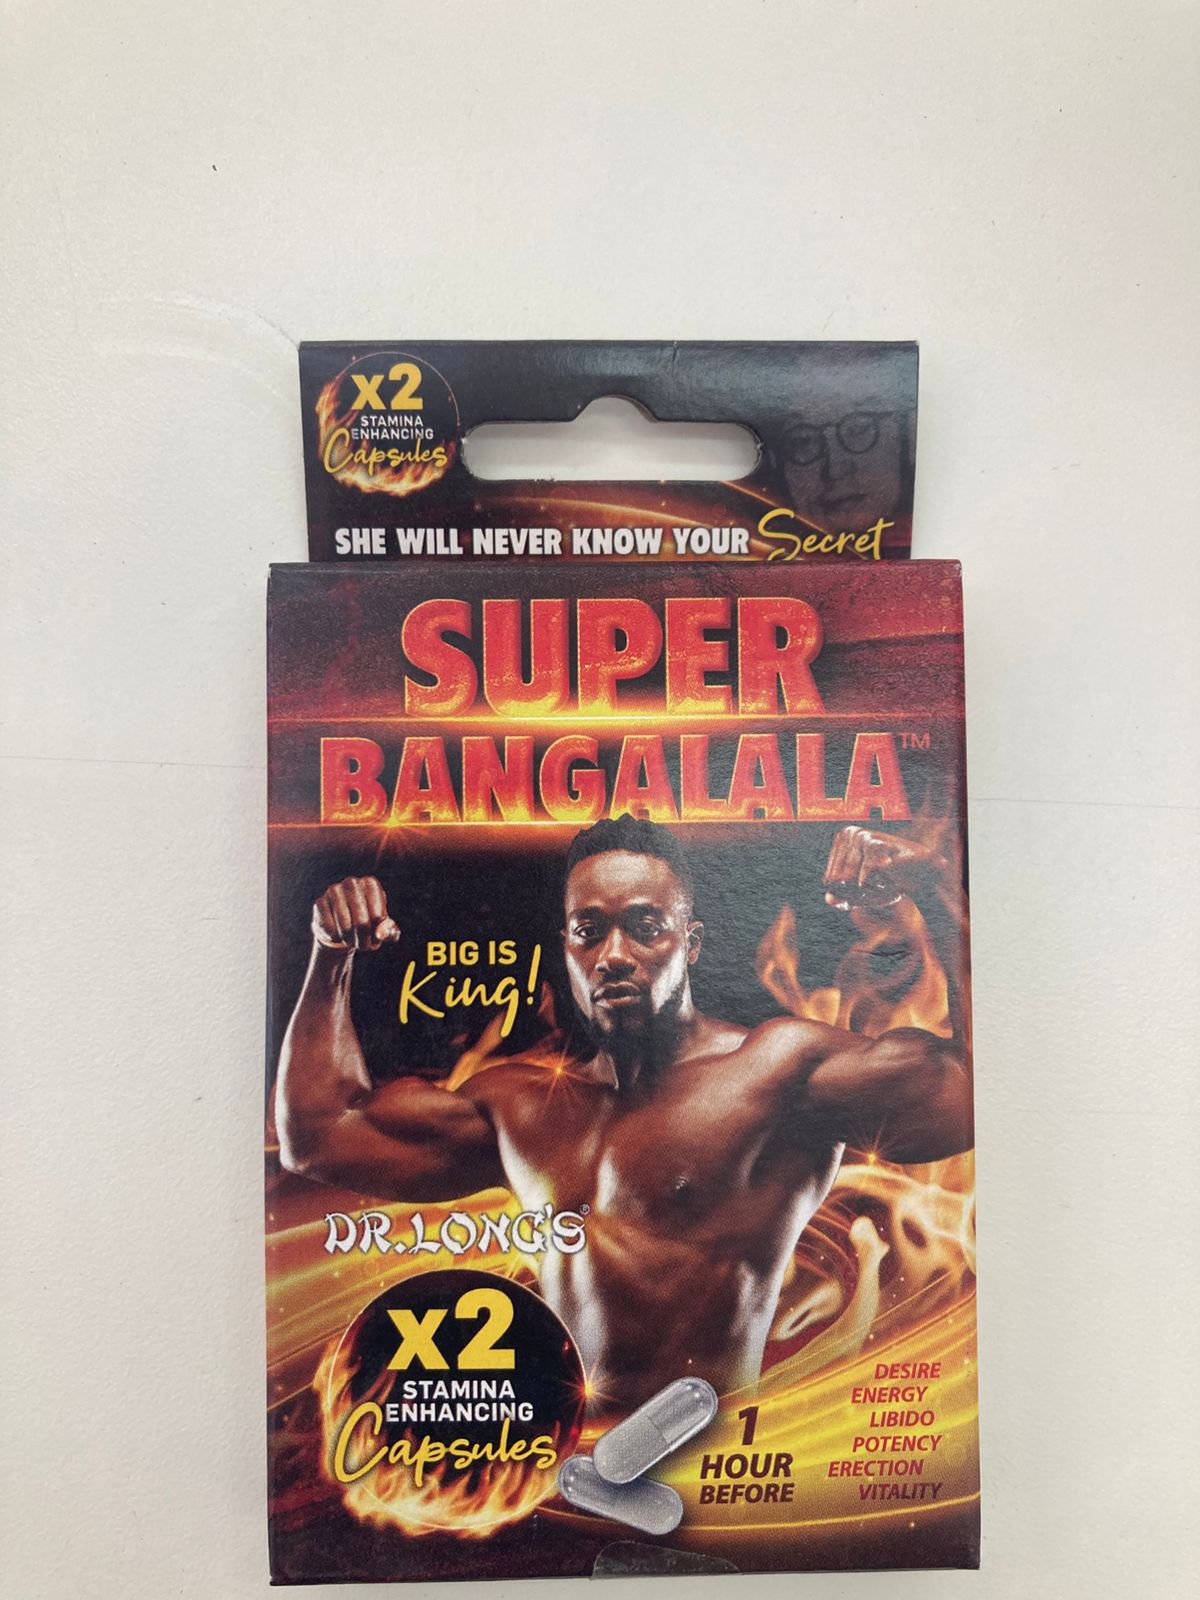 x2
STAMINA
ENHANCING
Capsules
SHE WILL NEVER KNOW YOUR Secret
SUPER
BANGALALA™
BIG IS
King!
DR.LONG'S®
x2
STAMINA
ENHANCING
Capsules
1
HOUR
BEFORE
DESIRE
ENERGY
LIBIDO
POTENCY
ERECTION
VITALITY